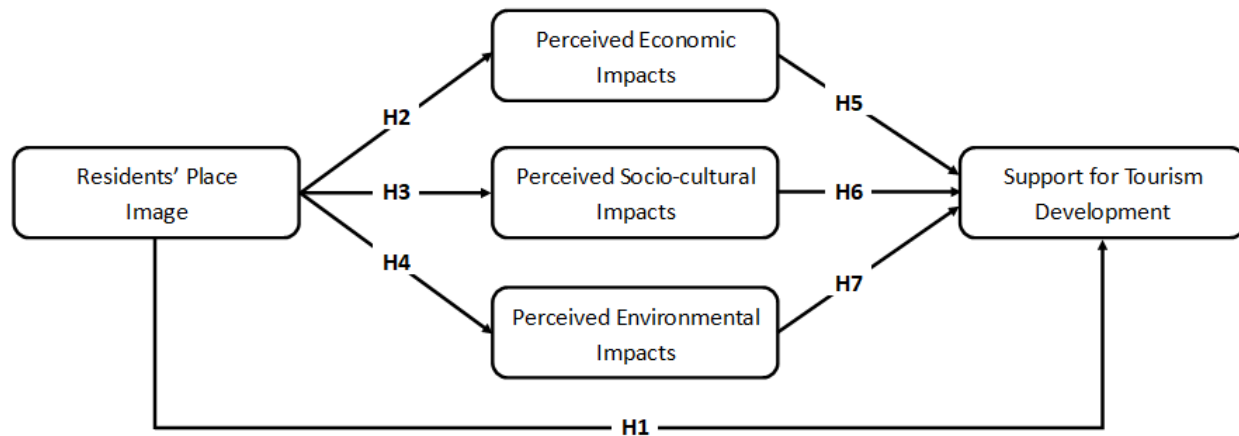 Perceived Economic
Impacts
H2
H5
Residents’ Place
Image
H3
Perceived Socio-cultural
Impacts
H6
Support for Tourism
Development
H4
H7
Perceived Environmental
Impacts
H1